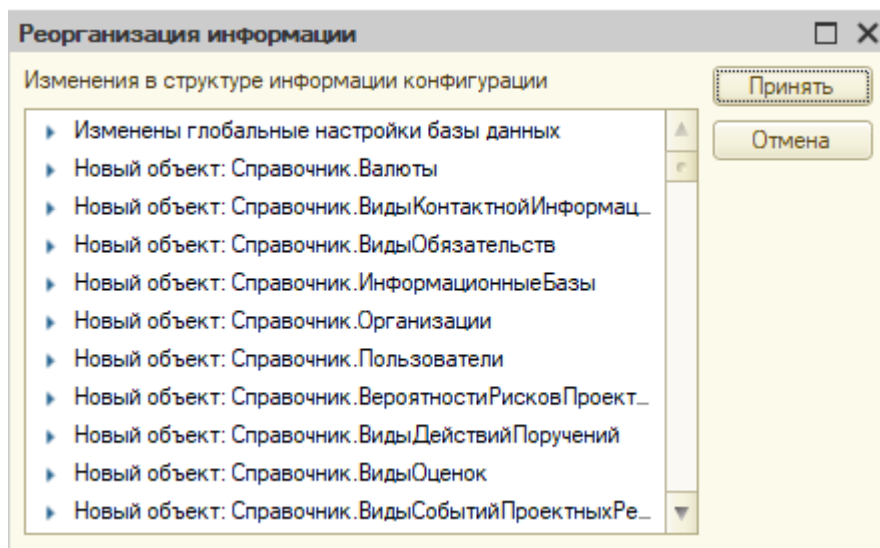 Реорганизация информации
Изменения в структуре информации конфигурации
Принять
Отмена
Изменены глобальные настройки базы данных
Новый объект: Справочник.Валюты
Новый объект: Справочник.ВидыКонтактнойИнформац...
Новый объект: Справочник.ВидыОбязательств
Новый объект: Справочник.ИнформационныеБазы
Новый объект: Справочник.Организации
Новый объект: Справочник.Пользователи
Новый объект: Справочник.ВероятностиРисковПроект...
Новый объект: Справочник.ВидыДействийПоручений
Новый объект: Справочник.ВидыОценок
Новый объект: Справочник.ВидыСобытийПроектныхРе...